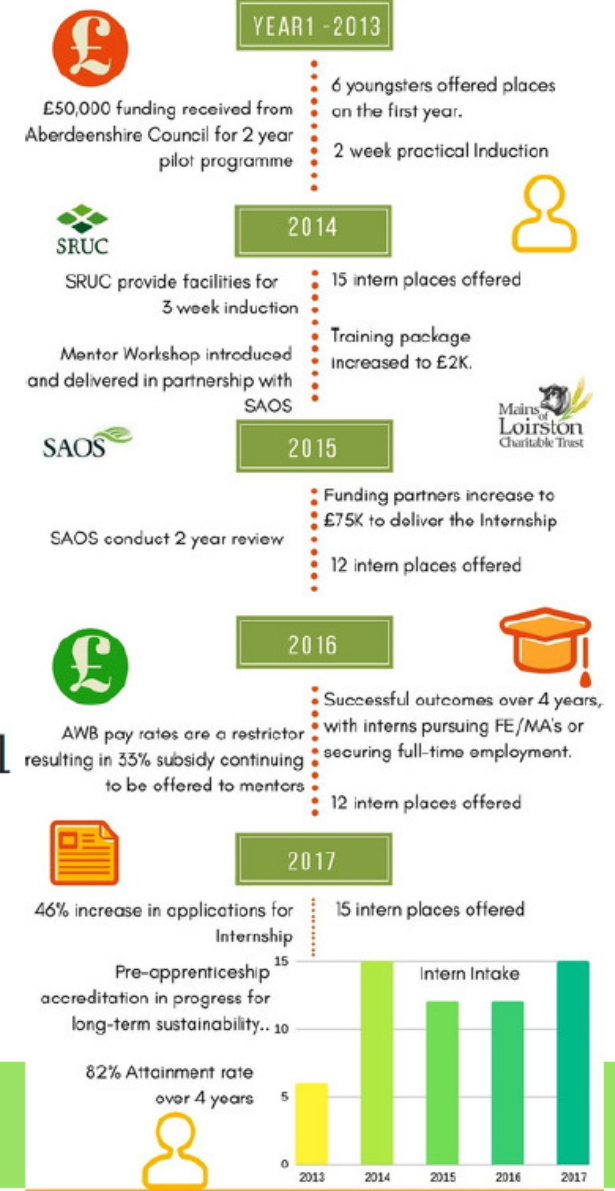 YEAR1 -2013
£
£50,000 funding received from
Aberdeenshire Council for 2 year
pilot programme
6 youngsters offered places
on the first year.
2 week practical Induction
2014
SRUC
SRUC provide facilities for
3 week induction
Mentor Workshop introduced
and delivered in partnership with
SAOS
15 intern places offered
Training package
increased to £2K.
Mains
of
Loirston
Charitable Trust
SAOS
2015
SAOS conduct 2 year review
Funding partners increase to
£75K to deliver the Internship
12 intern places offered
2016
£
AWB pay rates are a restrictor
resulting in 33% subsidy continuing
to be offered to mentors
Successful outcomes over 4 years,
with interns pursuing FE/MA's or
securing full-time employment.
12 intern places offered
2017
46% increase in applications for
Internship
Pre-apprenticeship
accreditation in progress for
long-term sustainability..
82% Attainment rate
over 4 years
15 intern places offered
Intern Intake
15
10
5
0
2013 2014 2015 2016 2017